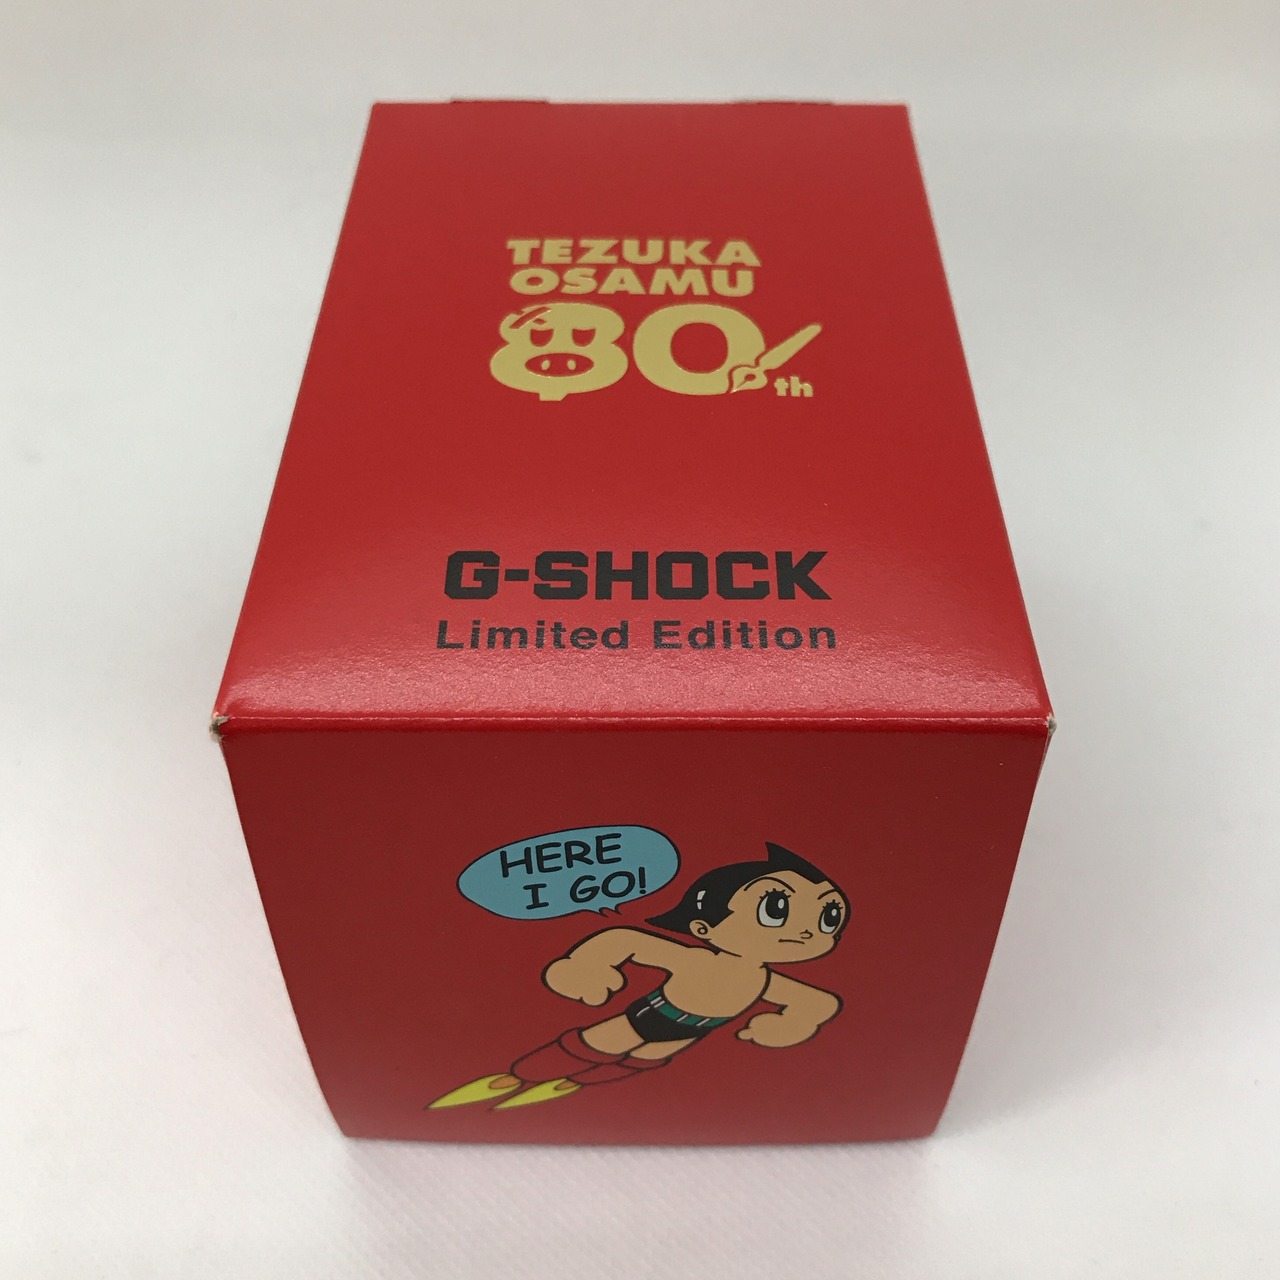 TEZUKA
OSAMU
80th
G-SHOCK
Limited Edition
HERE
I GO!